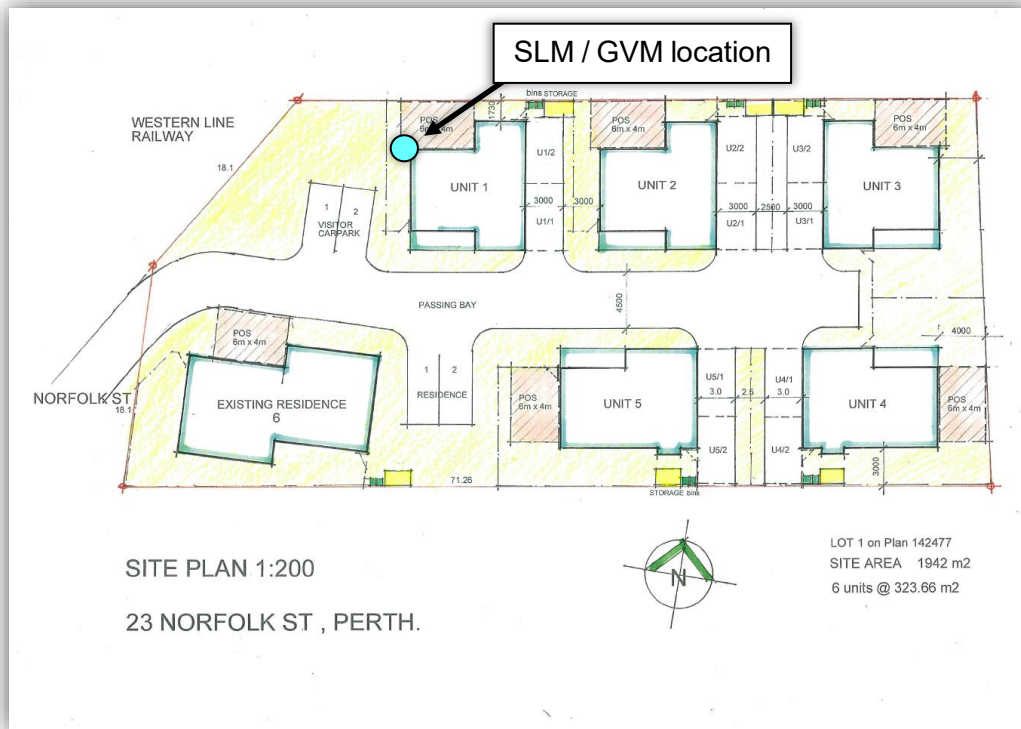 SLM / GVM location
bins STORAGE
WESTERN LINE
RAILWAY
POS
6m x 4m
1730
POS
6m x 4m
POS
6m x 4m
18.1
U1/2
U2/2
U3/2
UNIT 1
UNIT 2
UNIT 3
1 2
VISITOR
CARPARK
3000
3000
3000
2500
3000
U1/1
U2/1
U3/1
PASSING BAY
4500
POS
6m x 4m
4000
NORFOLK ST
18.1
EXISTING RESIDENCE
6
1 2
RESIDENCE
POS
6m x 4m
UNIT 5
U5/1
3.0
2.5
U4/1
3.0
UNIT 4
POS
6m x 4m
U5/2
U4/2
3000
71.26
STORAGE bins
SITE PLAN 1:200
23 NORFOLK ST , PERTH.
N
LOT 1 on Plan 142477
SITE AREA 1942 m2
6 units @ 323.66 m2